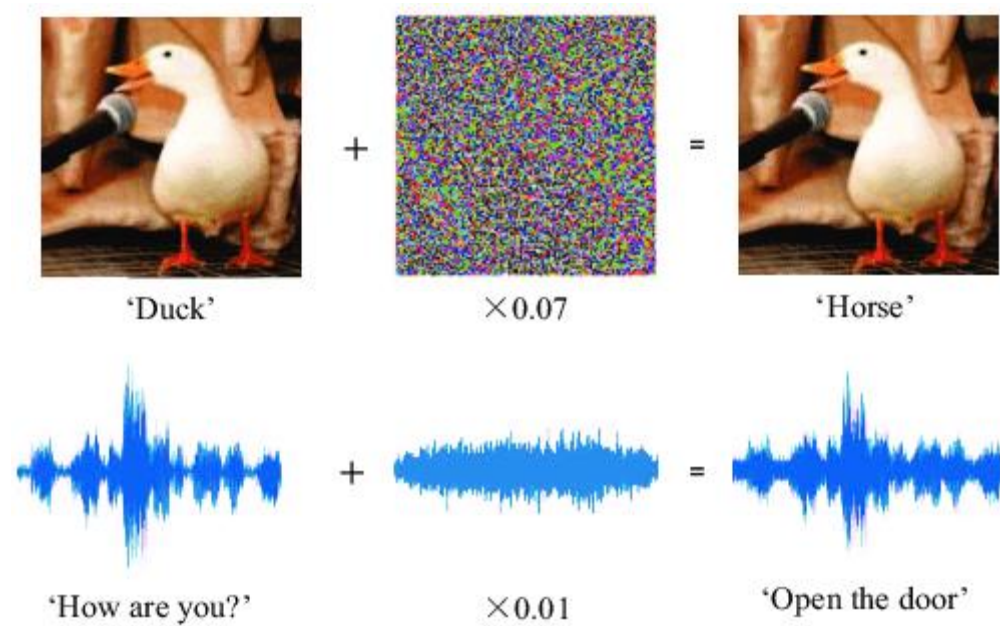 +
=
‘Duck’
×0.07
‘Horse’
+
=
‘How are you?’
×0.01
‘Open the door’